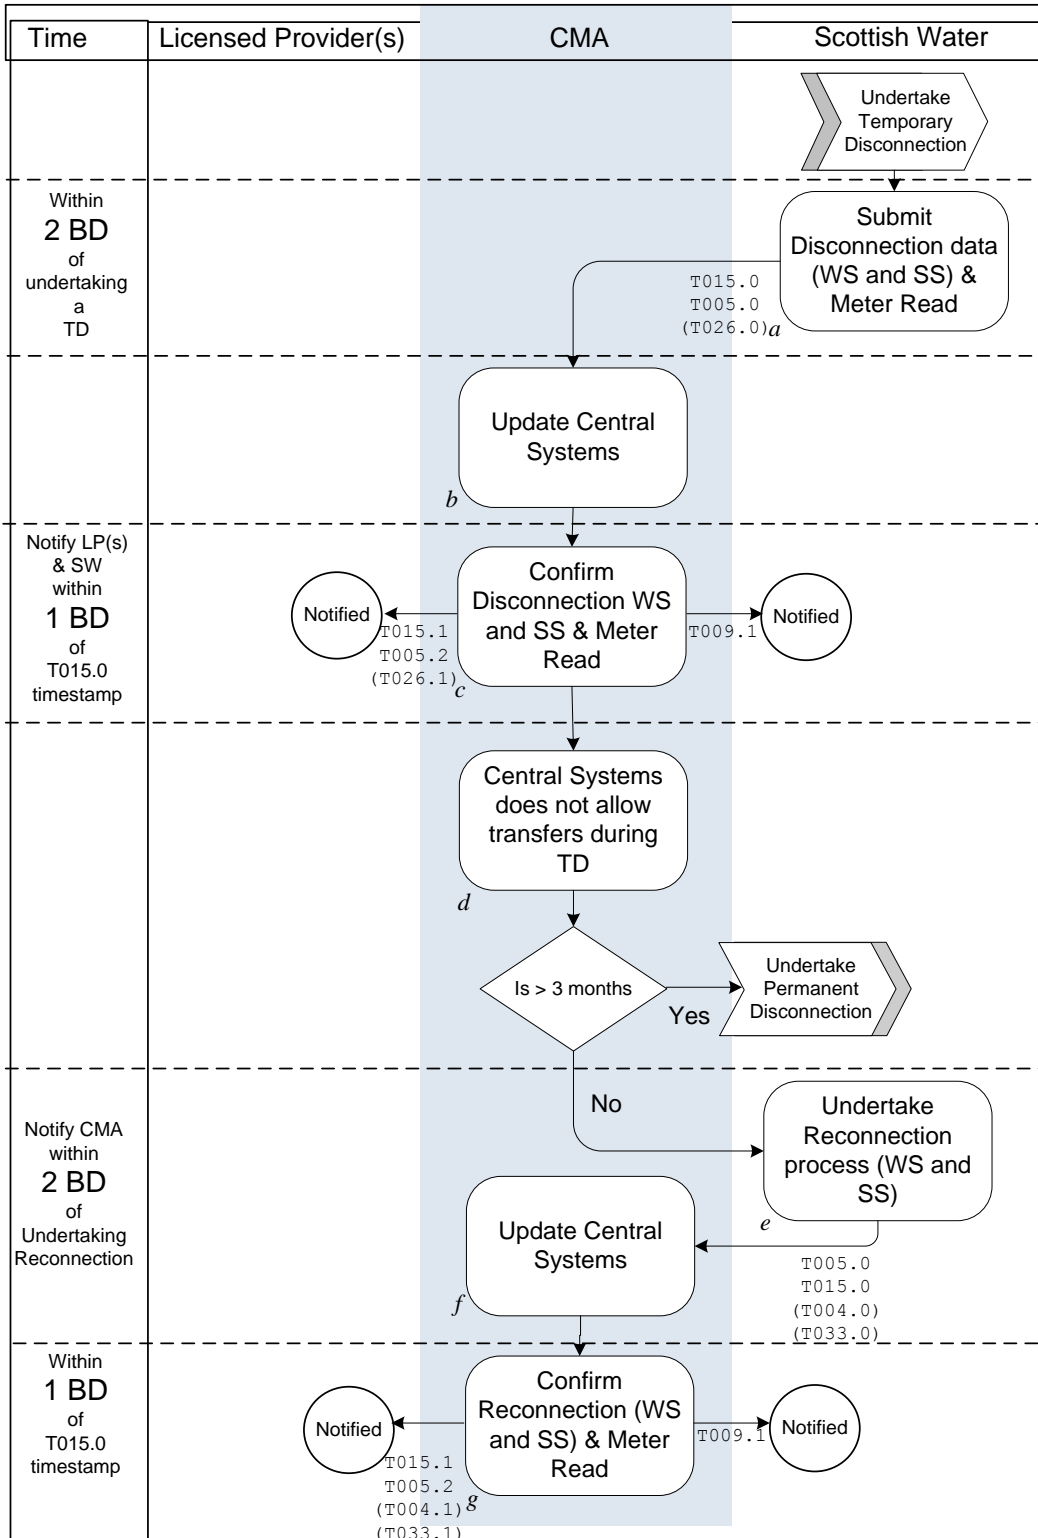 Time
Licensed Provider(s)
CMA
Scottish Water
Undertake
Temporary
Disconnection
Within
2 BD
of
undertaking
a
TD
Submit
Disconnection data
(WS and SS) &
Meter Read
T015.0
T005.0
(T026.0)
a
Update Central
Systems
b
Notify LP(s)
& SW
within
1 BD
of
T015.0
timestamp
Notified
T015.1
T005.2
(T026.1)
Confirm
Disconnection WS
and SS & Meter
Read
c
T009.1
Notified
Central Systems
does not allow
transfers during
TD
d
Is > 3 months
Yes
Undertake
Permanent
Disconnection
No
Notify CMA
within
2 BD
of
Undertaking
Reconnection
Undertake
Reconnection
process (WS and
SS)
e
Update Central
Systems
f
T005.0
T015.0
(T004.0)
(T033.0)
Within
1 BD
of
T015.0
timestamp
Notified
T015.1
T005.2
(T004.1)
(T033.1)
Confirm
Reconnection (WS
and SS) & Meter
Read
g
T009.1
Notified